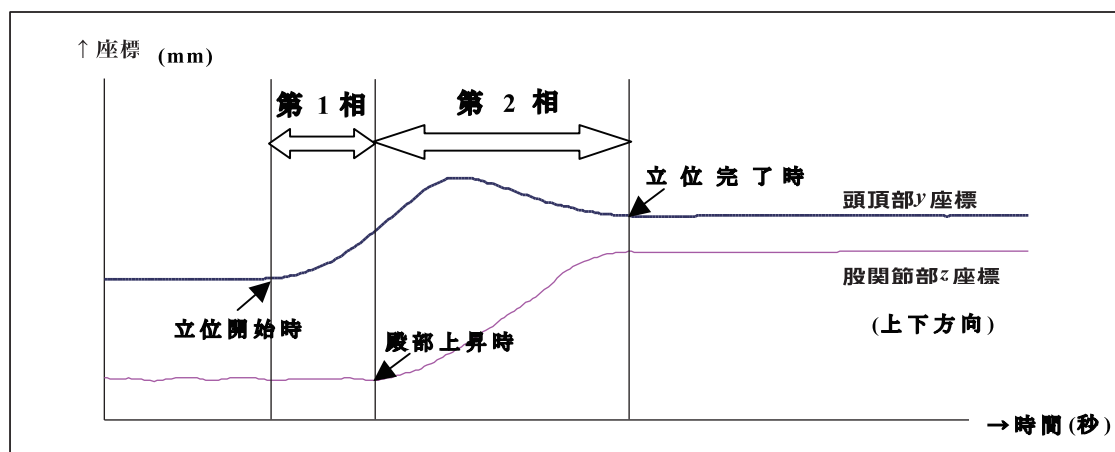 ↑座標 (mm)
第 1 相
第 2 相
立位完了時
頭頂部y座標
股関節部z座標
(上下方向)
立位開始時
殿部上昇時
→時間(秒)